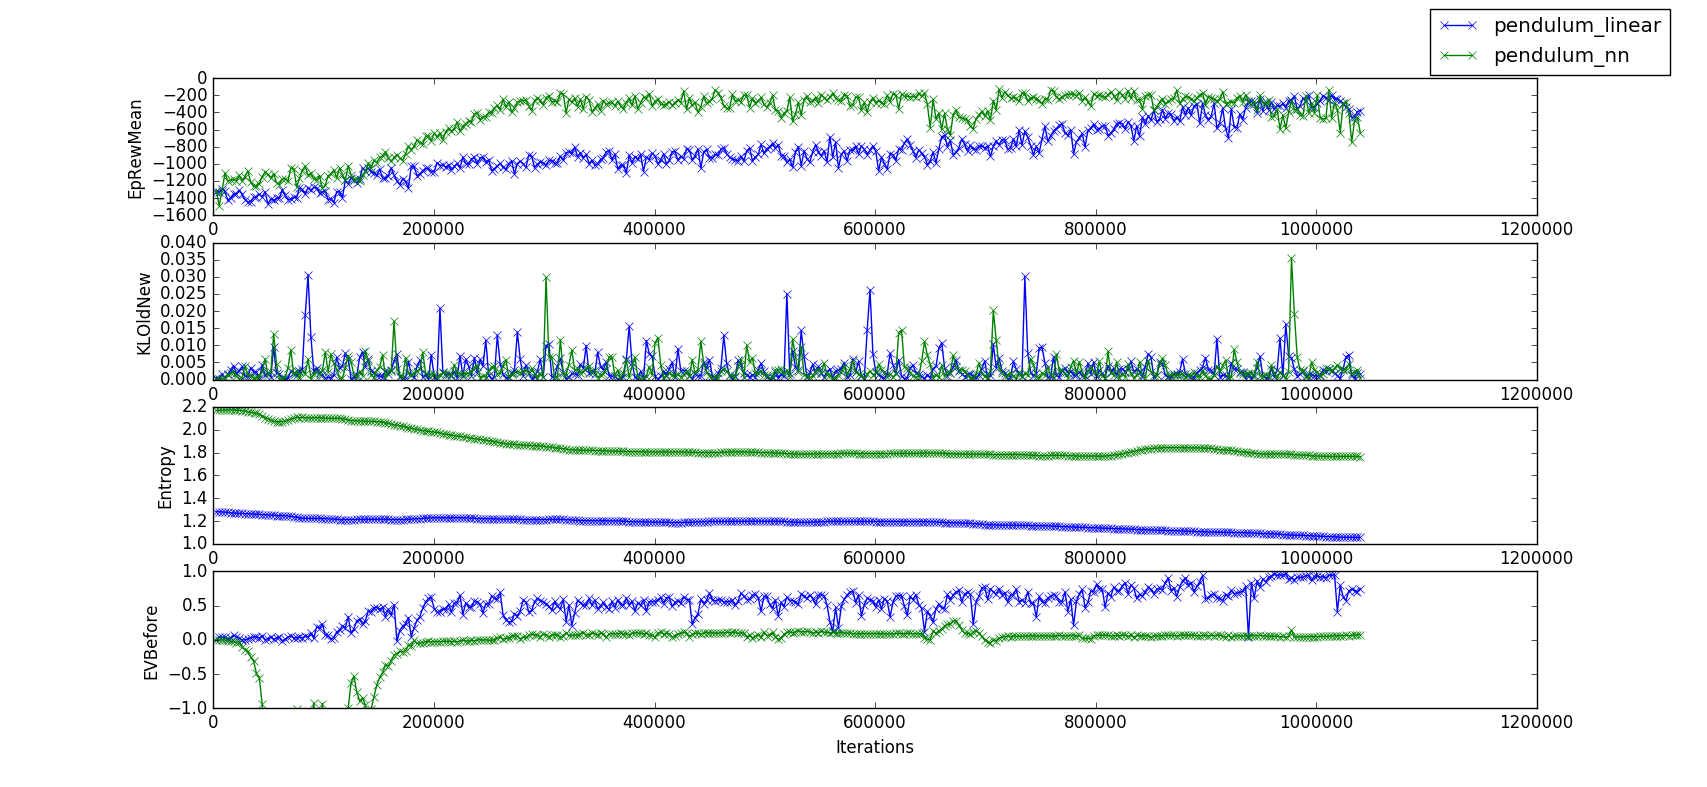 pendulum_linear
pendulum_nn
0
−200
−400
−600
−800
−1000
−1200
−1400
−1600
EpRewMean
0 200000 400000 600000 800000 1000000 1200000
0.040
0.035
0.030
0.025
0.020
0.015
0.010
0.005
0.000
KLOldNew
0 200000 400000 600000 800000 1000000 1200000
2.2
2.0
1.8
1.6
1.4
1.2
1.0
Entropy
0 200000 400000 600000 800000 1000000 1200000
1.0
0.5
0.0
−0.5
−1.0
EVBefore
0 200000 400000 600000 800000 1000000 1200000
Iterations